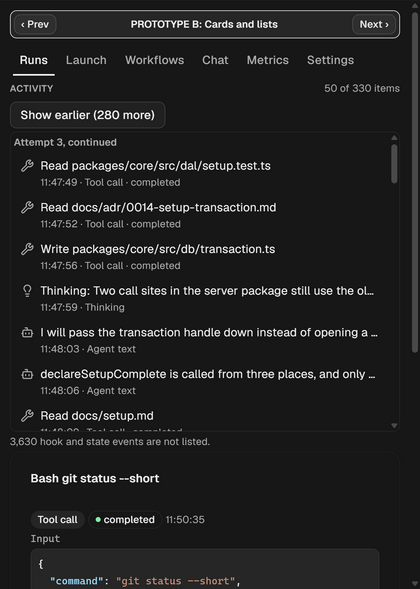 ‹ Prev
PROTOTYPE B: Cards and lists
Next ›
Runs
Launch
Workflows
Chat
Metrics
Settings
ACTIVITY
50 of 330 items
Show earlier (280 more)
Attempt 3, continued
Read packages/core/src/dal/setup.test.ts
11:47:49 · Tool call · completed
Read docs/adr/0014-setup-transaction.md
11:47:52 · Tool call · completed
Write packages/core/src/db/transaction.ts
11:47:56 · Tool call · completed
Thinking: Two call sites in the server package still use the ol...
11:47:59 · Thinking
I will pass the transaction handle down instead of opening a ...
11:48:03 · Agent text
declareSetupComplete is called from three places, and only ...
11:48:06 · Agent text
Read docs/setup.md
3,630 hook and state events are not listed.
Bash git status --short
Tool call
completed
11:50:35
Input
{
"command": "git status --short",